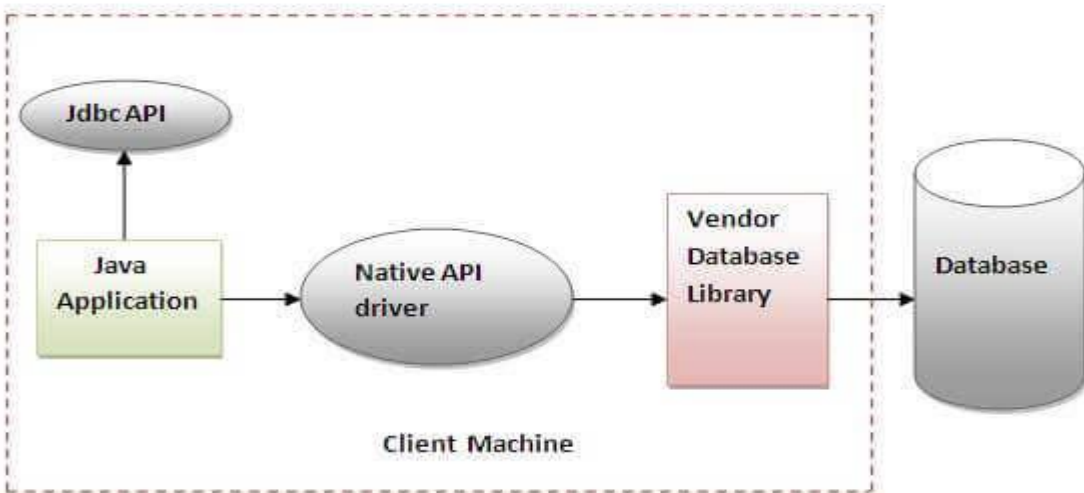 Jdbc API
Java
Application
Native API
driver
Vendor
Database
Library
Database
Client Machine